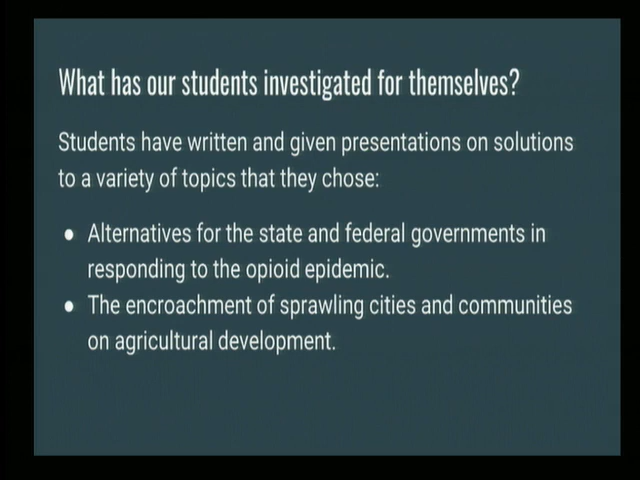 What has our students investigated for themselves?
Students have written and given presentations on solutions
to a variety of topics that they chose:
● Alternatives for the state and federal governments in
responding to the opioid epidemic.
● The encroachment of sprawling cities and communities
on agricultural development.